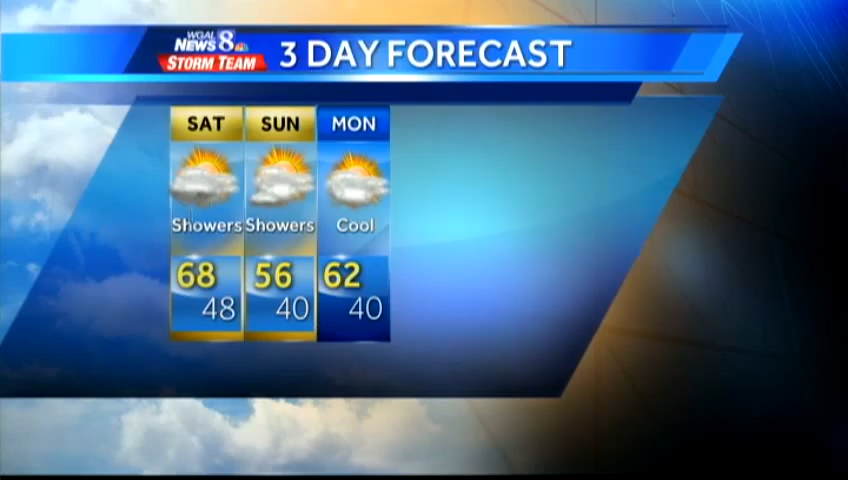 WGAL
NEWS 8
STORM TEAM
3 DAY FORECAST
SAT SUN MON
Showers Showers Cool
68 56 62
48 40 40